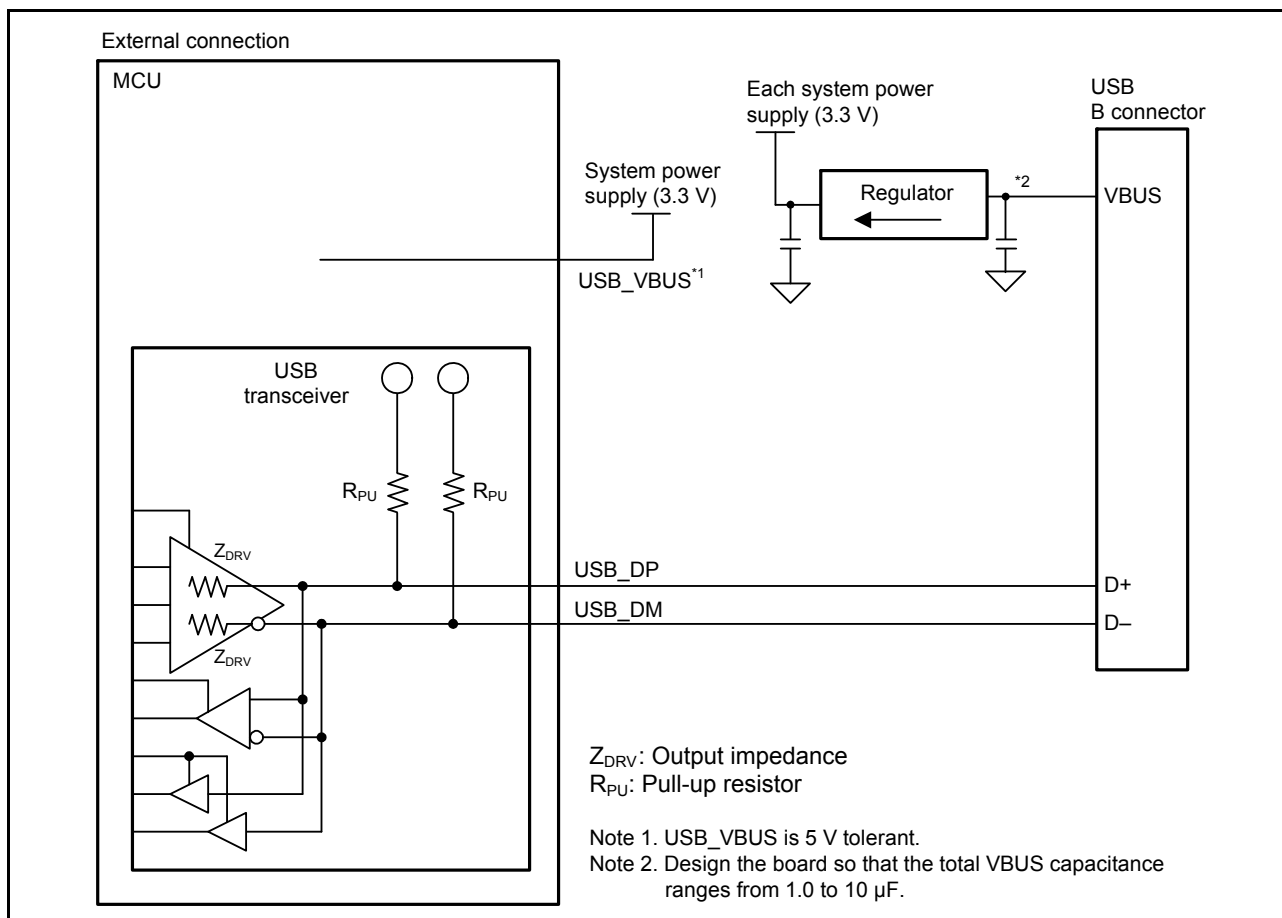 External connection
MCU
Each system power
supply (3.3 V)
USB
B connector
System power
supply (3.3 V)
Regulator
*2
VBUS
USB_VBUS*1
USB
transceiver
RPU
RPU
ZDRV
USB_DP
D+
USB_DM
D–
ZDRV
ZDRV: Output impedance
RPU: Pull-up resistor
Note 1. USB_VBUS is 5 V tolerant.
Note 2. Design the board so that the total VBUS capacitance
ranges from 1.0 to 10 µF.